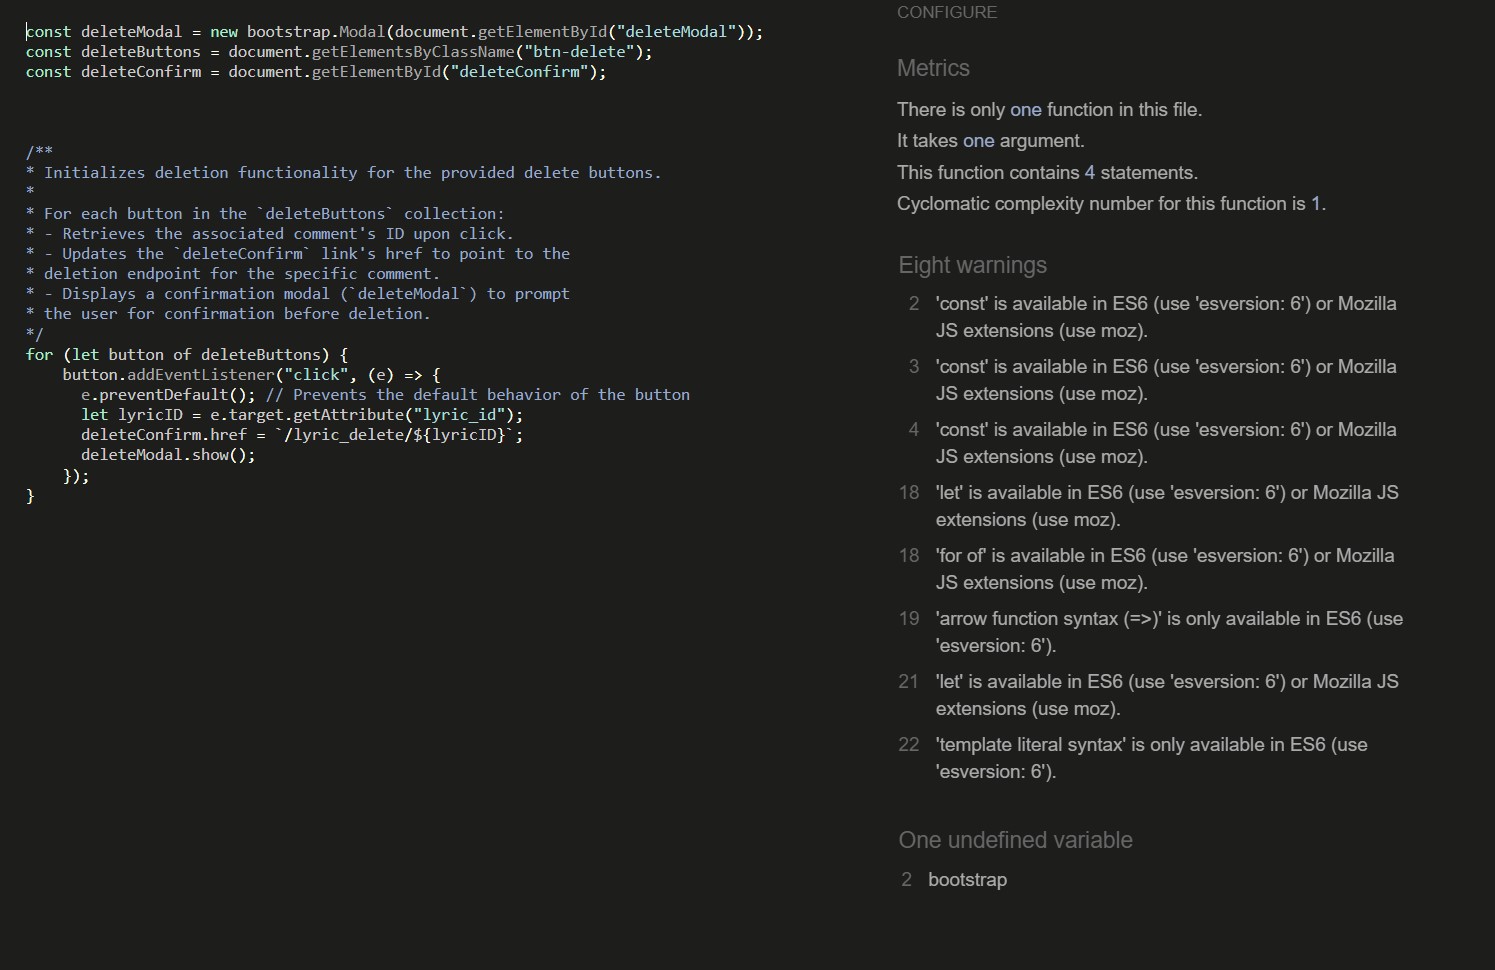 const deleteModal = new bootstrap.Modal(document.getElementById("deleteModal"));
const deleteButtons = document.getElementsByClassName("btn-delete");
const deleteConfirm = document.getElementById("deleteConfirm");
/**
* Initializes deletion functionality for the provided delete buttons.
*
* For each button in the `deleteButtons` collection:
* - Retrieves the associated comment's ID upon click.
* - Updates the `deleteConfirm` link's href to point to the
* deletion endpoint for the specific comment.
* - Displays a confirmation modal (`deleteModal`) to prompt
* the user for confirmation before deletion.
*/
for (let button of deleteButtons) {
    button.addEventListener("click", (e) => {
      e.preventDefault(); // Prevents the default behavior of the button
      let lyricID = e.target.getAttribute("lyric_id");
      deleteConfirm.href = `/lyric_delete/${lyricID}`;
      deleteModal.show();
    });
}
CONFIGURE
Metrics
There is only one function in this file.
It takes one argument.
This function contains 4 statements.
Cyclomatic complexity number for this function is 1.
Eight warnings
2 'const' is available in ES6 (use 'esversion: 6') or Mozilla
JS extensions (use moz).
3 'const' is available in ES6 (use 'esversion: 6') or Mozilla
JS extensions (use moz).
4 'const' is available in ES6 (use 'esversion: 6') or Mozilla
JS extensions (use moz).
18 'let' is available in ES6 (use 'esversion: 6') or Mozilla JS
extensions (use moz).
18 'for of' is available in ES6 (use 'esversion: 6') or Mozilla
JS extensions (use moz).
19 'arrow function syntax (=>)' is only available in ES6 (use
'esversion: 6').
21 'let' is available in ES6 (use 'esversion: 6') or Mozilla JS
extensions (use moz).
22 'template literal syntax' is only available in ES6 (use
'esversion: 6').
One undefined variable
2 bootstrap